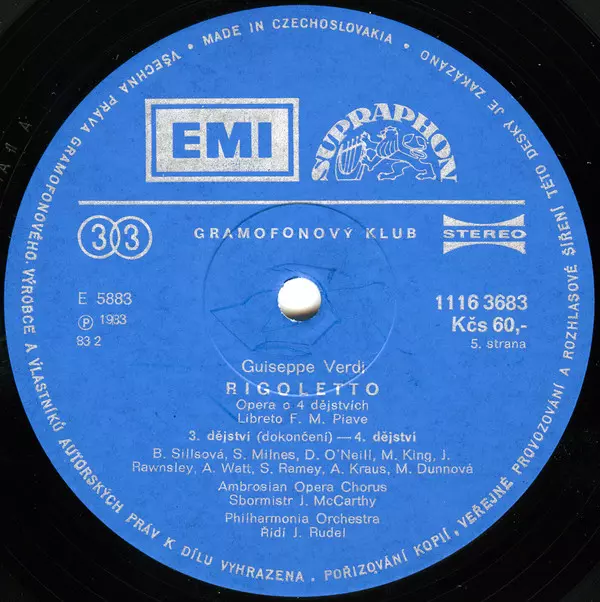 VŠECHNA PRÁVA GRAMOFONOVÉHO VÝROBCE A VLASTNÍKŮ AUTORSKÝCH PRÁV K DÍLU VYHRAZENA · POŘIZOVÁNÍ KOPIÍ, VEŘEJNÉ PROVOZOVÁNÍ A ROZHLASOVÉ ŠÍŘENÍ TÉTO DESKY JE ZAKÁZÁNO · MADE IN CZECHOSLOVAKIA ·
EMI
SUPRAPHON
33
GRAMOFONOVÝ KLUB
STEREO
E 5883
Ⓟ 1983
83 2
1116 3683
Kčs 60,-
5. strana
Guiseppe Verdi
RIGOLETTO
Opera o 4 dějstvích
Libreto F. M. Piave
3. dějství (dokončení) — 4. dějství
B. Sillsová, S. Milnes, D. O'Neill, M. King, J.
Rawnsley, A. Watt, S. Ramey, A. Kraus, M. Dunnová
Ambrosian Opera Chorus
Sbormistr J. McCarthy
Philharmonia Orchestra
Řídí J. Rudel